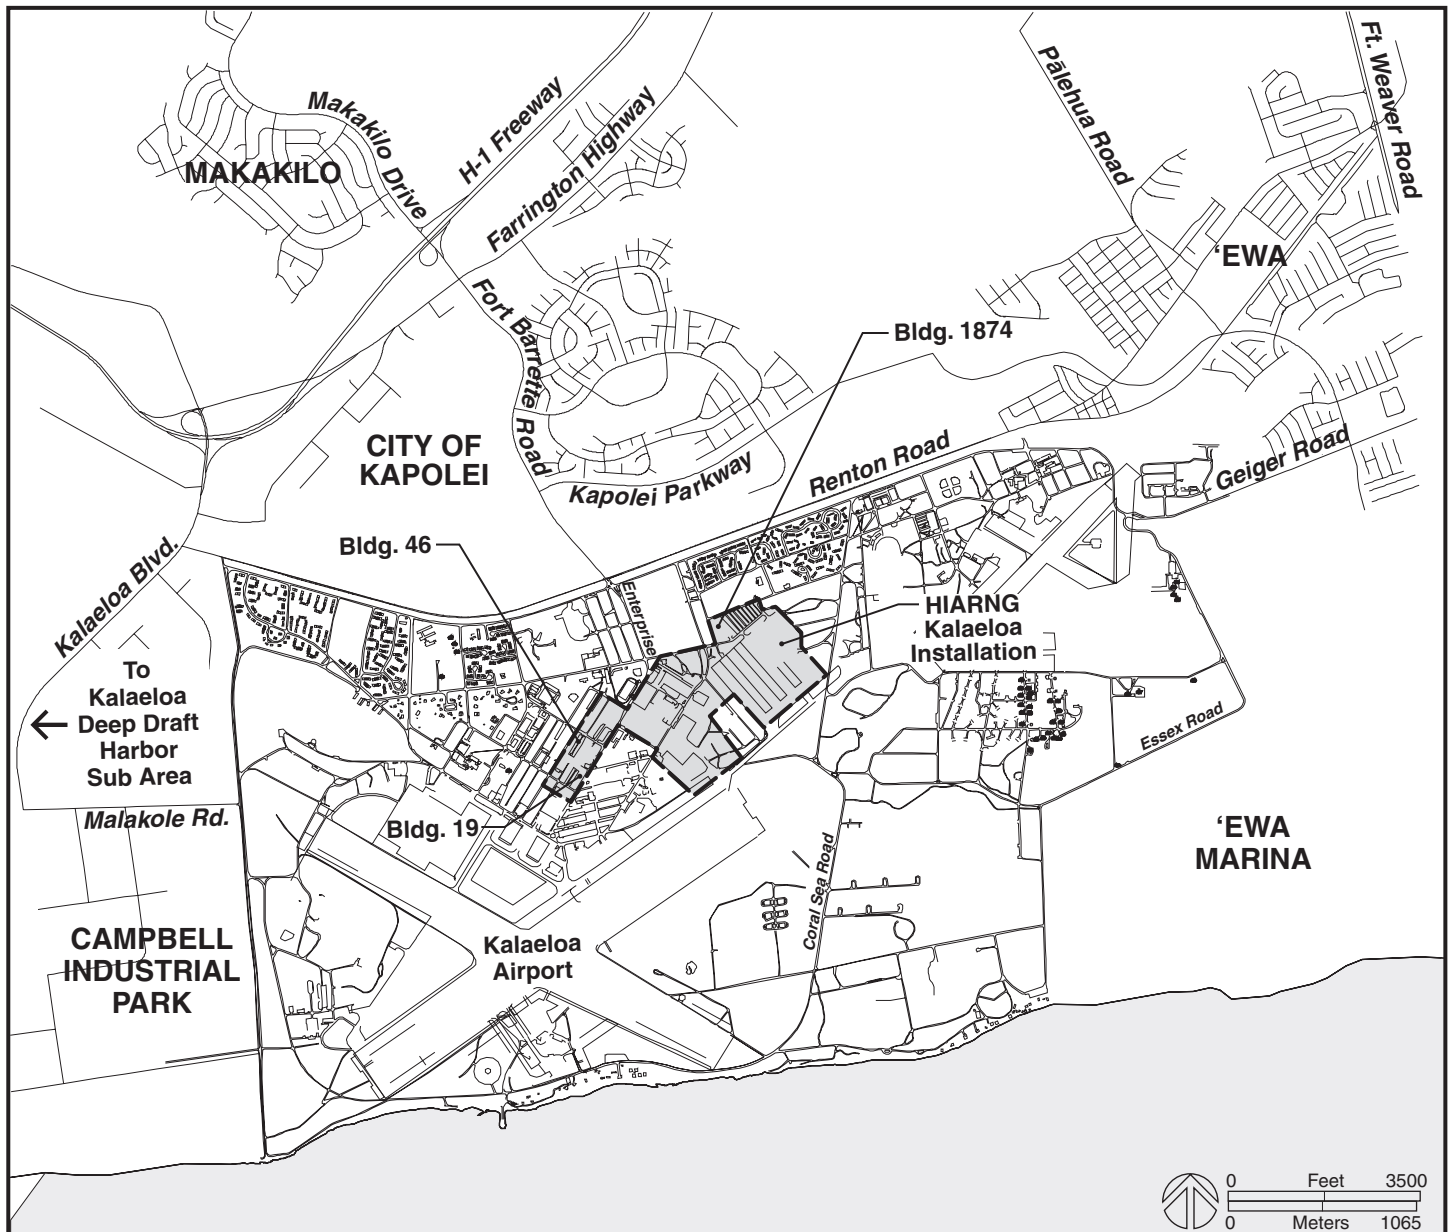 Makakilo Drive
MAKAKILO
H-1 Freeway
Farrington Highway
Pālehua Road
Ft. Weaver Road
‘EWA
Fort Barrette Road
Bldg. 1874
CITY OF
KAPOLEI
Kapolei Parkway
Renton Road
Geiger Road
Kalaeloa Blvd.
Bldg. 46
Enterprise
HIARNG
Kalaeloa
Installation
To
Kalaeloa
Deep Draft
Harbor
Sub Area
Essex Road
Malakole Rd.
Bldg. 19
‘EWA
MARINA
Coral Sea Road
CAMPBELL
INDUSTRIAL
PARK
Kalaeloa
Airport
0 Feet 3500
0 Meters 1065